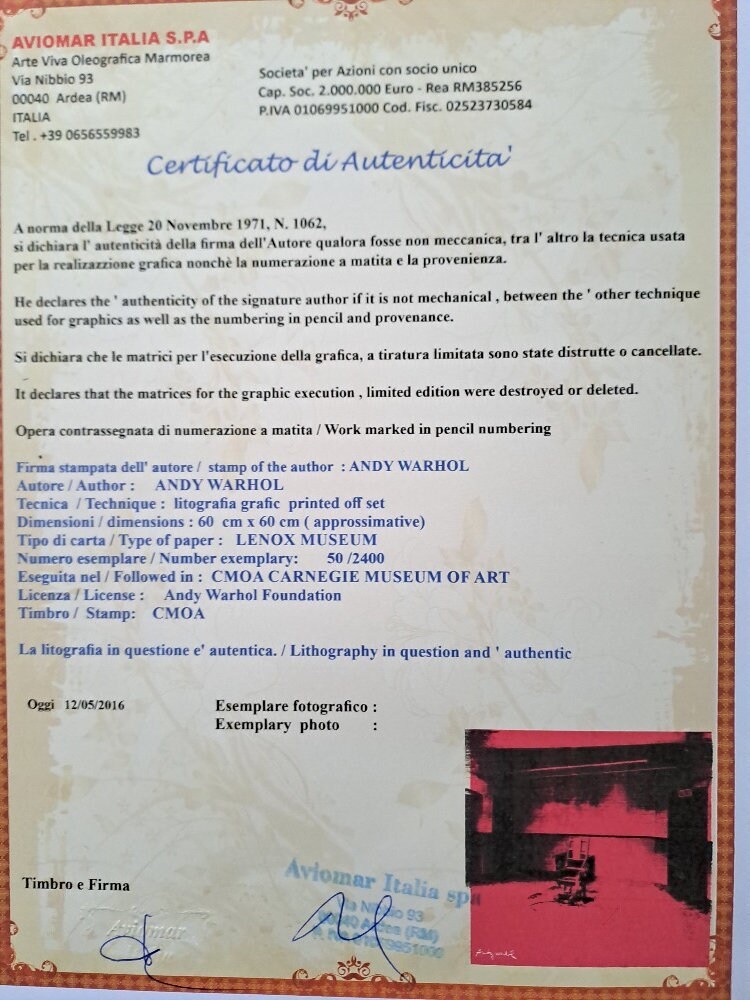 AVIOMAR ITALIA S.P.A
Arte Viva Oleografica Marmorea
Via Nibbio 93
00040 Ardea (RM)
ITALIA
Tel . +39 0656559983
Societa' per Azioni con socio unico
Cap. Soc. 2.000.000 Euro - Rea RM385256
P.IVA 01069951000 Cod. Fisc. 02523730584
Certificato di Autenticita'
A norma della Legge 20 Novembre 1971, N. 1062,
si dichiara l' autenticità della firma dell'Autore qualora fosse non meccanica, tra l' altro la tecnica usata
per la realizazzione grafica nonchè la numerazione a matita e la provenienza.
He declares the ' authenticity of the signature author if it is not mechanical , between the ' other technique
used for graphics as well as the numbering in pencil and provenance.
Si dichiara che le matrici per l'esecuzione della grafica, a tiratura limitata sono state distrutte o cancellate.
It declares that the matrices for the graphic execution , limited edition were destroyed or deleted.
Opera contrassegnata di numerazione a matita / Work marked in pencil numbering
Firma stampata dell' autore / stamp of the author : ANDY WARHOL
Autore / Author : ANDY WARHOL
Tecnica / Technique : litografia grafic printed off set
Dimensioni / dimensions : 60 cm x 60 cm ( approssimative)
Tipo di carta / Type of paper : LENOX MUSEUM
Numero esemplare / Number exemplary: 50 /2400
Eseguita nel / Followed in : CMOA CARNEGIE MUSEUM OF ART
Licenza / License : Andy Warhol Foundation
Timbro / Stamp: CMOA
La litografia in questione e' autentica. / Lithography in question and ' authentic
Oggi 12/05/2016
Esemplare fotografico :
Exemplary photo :
Timbro e Firma
Aviomar Italia spa
Via Nibbio 93
00040 Ardea (RM)
P. Iva 01069951000
Aviomar